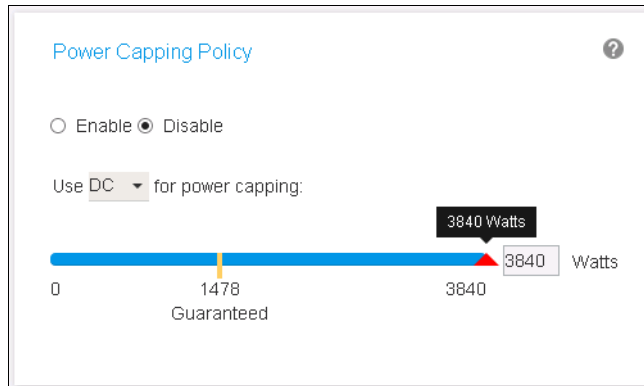 Power Capping Policy ?
Enable Disable
Use DC for power capping:
3840 Watts
3840 Watts
0 1478 3840
Guaranteed